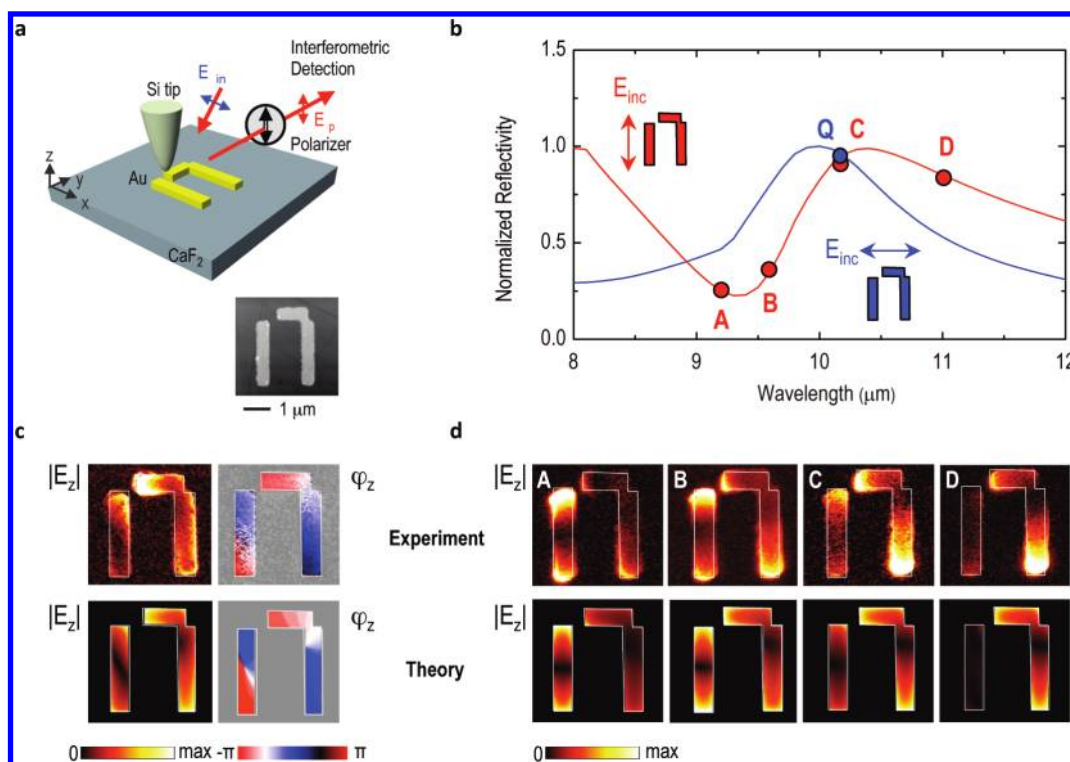 a
Interferometric
Detection
E in
Si tip
E p
Polarizer
Au
z
y
x
CaF2
1 μm
b
Normalized Reflectivity
1.5
1.0
0.5
0.0
Einc
Q
C
D
A
B
Einc
8
9
10
11
12
Wavelength (μm)
c
|Ez|
φz
Experiment
|Ez|
φz
Theory
0
max
-π
π
d
|Ez|
A
B
C
D
|Ez|
0
max